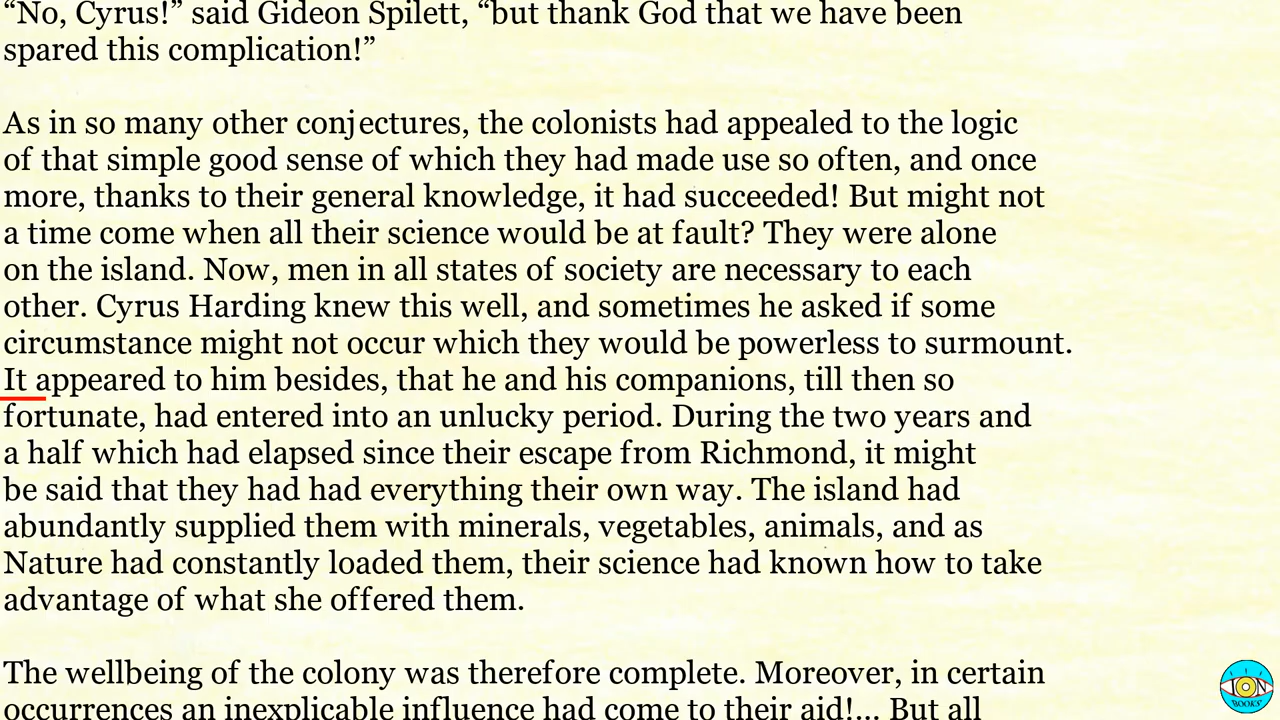 “No, Cyrus!” said Gideon Spilett, “but thank God that we have been
spared this complication!”
As in so many other conjectures, the colonists had appealed to the logic
of that simple good sense of which they had made use so often, and once
more, thanks to their general knowledge, it had succeeded! But might not
a time come when all their science would be at fault? They were alone
on the island. Now, men in all states of society are necessary to each
other. Cyrus Harding knew this well, and sometimes he asked if some
circumstance might not occur which they would be powerless to surmount.
It appeared to him besides, that he and his companions, till then so
fortunate, had entered into an unlucky period. During the two years and
a half which had elapsed since their escape from Richmond, it might
be said that they had had everything their own way. The island had
abundantly supplied them with minerals, vegetables, animals, and as
Nature had constantly loaded them, their science had known how to take
advantage of what she offered them.
The wellbeing of the colony was therefore complete. Moreover, in certain
occurrences an inexplicable influence had come to their aid!... But all
ION
BOOKS